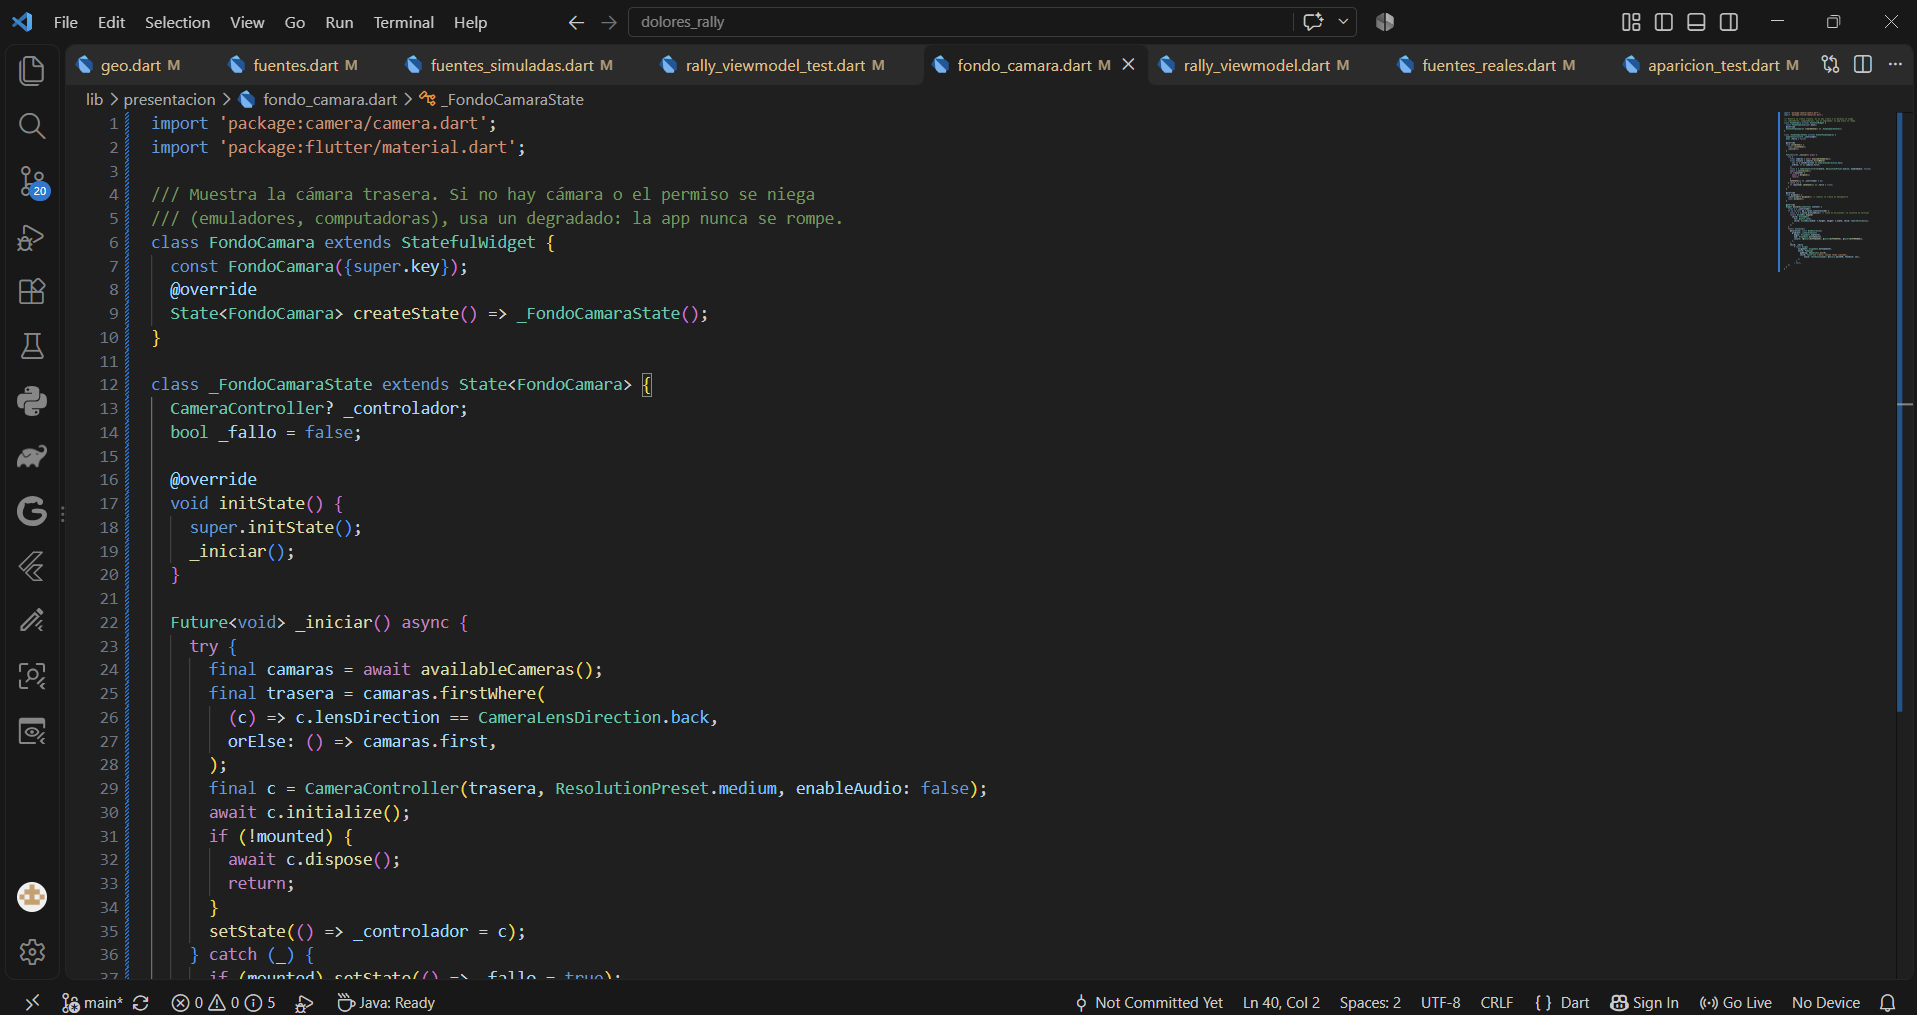 File Edit Selection View Go Run Terminal Help
dolores_rally
geo.dart M fuentes.dart M fuentes_simuladas.dart M rally_viewmodel_test.dart M fondo_camara.dart M rally_viewmodel.dart M fuentes_reales.dart M aparicion_test.dart M
lib > presentacion > fondo_camara.dart > _FondoCamaraState
1 import 'package:camera/camera.dart';
2 import 'package:flutter/material.dart';
3
4 /// Muestra la cámara trasera. Si no hay cámara o el permiso se niega
5 /// (emuladores, computadoras), usa un degradado: la app nunca se rompe.
6 class FondoCamara extends StatefulWidget {
7 const FondoCamara({super.key});
8 @override
9 State<FondoCamara> createState() => _FondoCamaraState();
10 }
11
12 class _FondoCamaraState extends State<FondoCamara> {
13 CameraController? _controlador;
14 bool _fallo = false;
15
16 @override
17 void initState() {
18 super.initState();
19 _iniciar();
20 }
21
22 Future<void> _iniciar() async {
23 try {
24 final camaras = await availableCameras();
25 final trasera = camaras.firstWhere(
26 (c) => c.lensDirection == CameraLensDirection.back,
27 orElse: () => camaras.first,
28 );
29 final c = CameraController(trasera, ResolutionPreset.medium, enableAudio: false);
30 await c.initialize();
31 if (!mounted) {
32 await c.dispose();
33 return;
34 }
35 setState(() => _controlador = c);
36 } catch (_) {
37 if (mounted) setState(() => _fallo = true);
20
main* 0 0 5 Java: Ready Not Committed Yet Ln 40, Col 2 Spaces: 2 UTF-8 CRLF { } Dart Sign In Go Live No Device